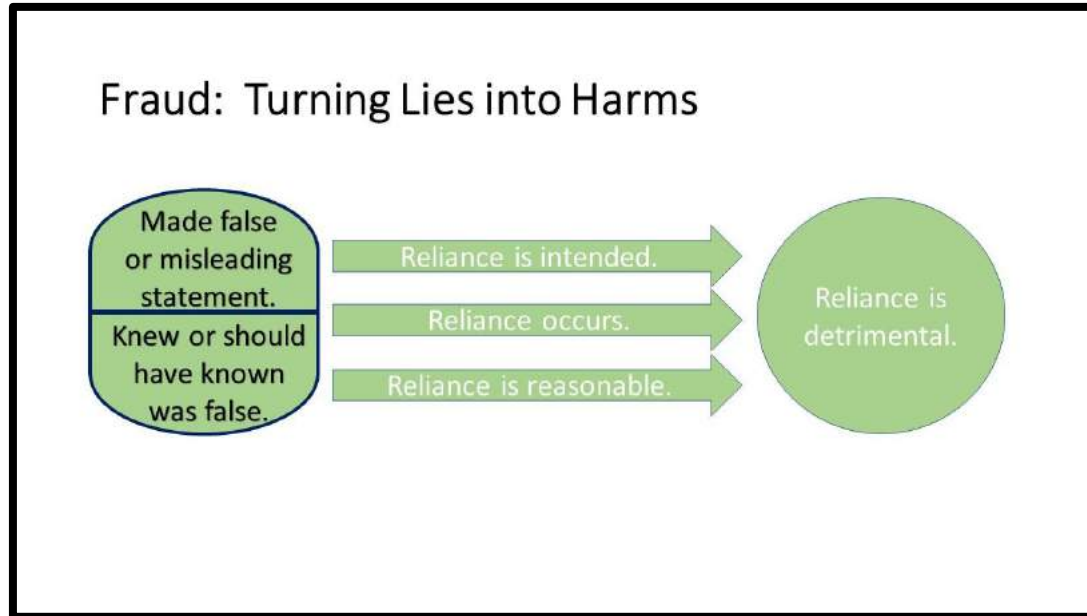 Fraud: Turning Lies into Harms
Made false
or misleading
statement.
Knew or should
have known
was false.
Reliance is intended.
Reliance occurs.
Reliance is reasonable.
Reliance is
detrimental.